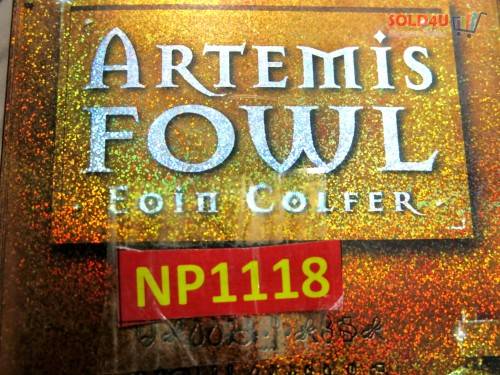 SOLD4U
ARTEMIS
FOWL
EOIN COLFER
NP1118